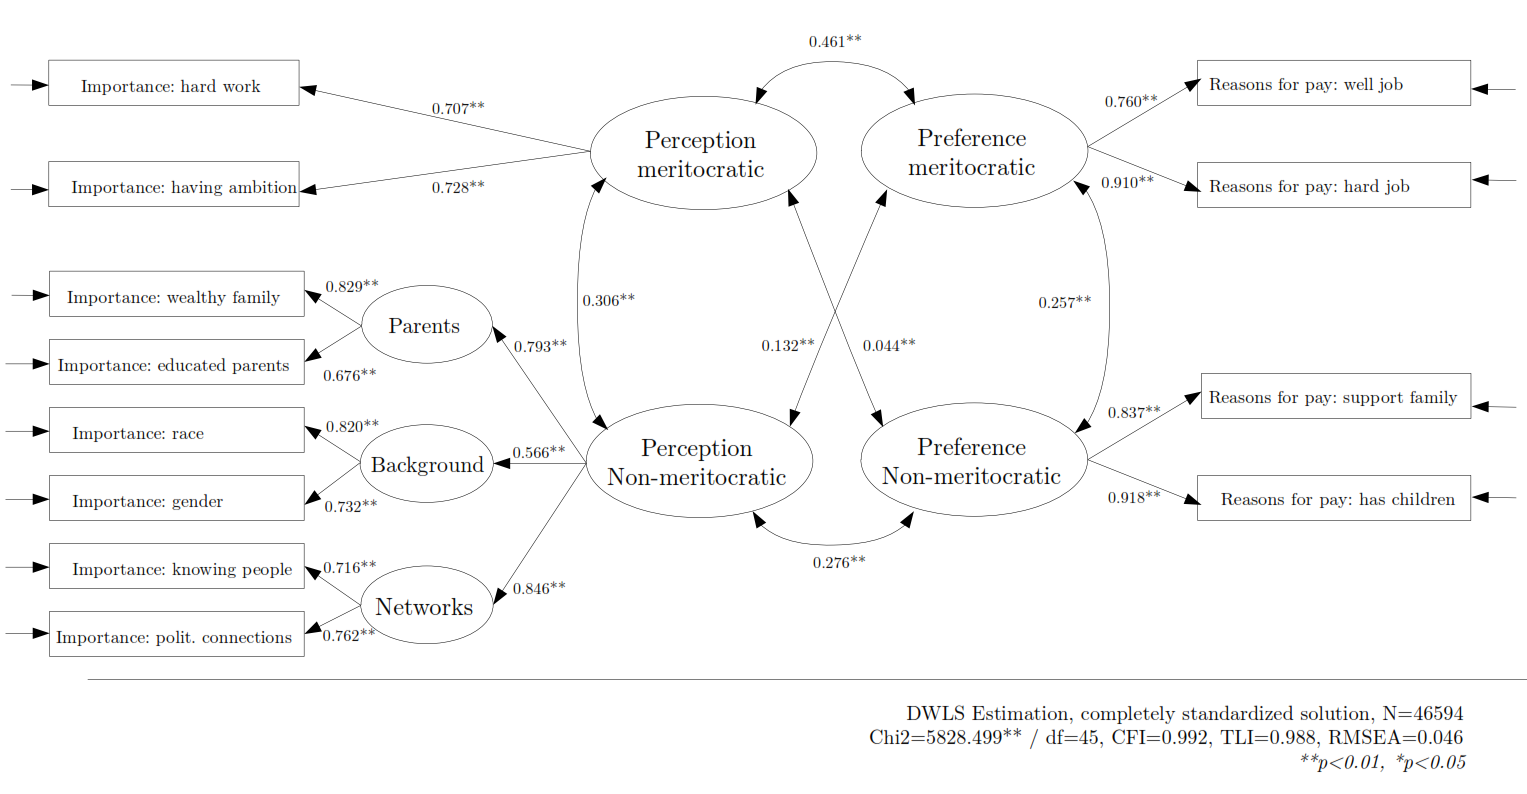 0.461**
Importance: hard work
Reasons for pay: well job
0.760**
0.707**
Perception
meritocratic
Preference
meritocratic
Importance: having ambition
0.728**
0.910**
Reasons for pay: hard job
0.829**
Importance: wealthy family
0.306**
0.257**
Parents
0.793**
0.132**
0.044**
Importance: educated parents
0.676**
0.837**
Reasons for pay: support family
0.820**
Importance: race
0.566**
Perception
Non-meritocratic
Preference
Non-meritocratic
Background
Importance: gender
0.732**
0.918**
Reasons for pay: has children
0.276**
0.716**
Importance: knowing people
0.846**
Networks
Importance: polit. connections
0.762**
DWLS Estimation, completely standardized solution, N=46594
Chi2=5828.499** / df=45, CFI=0.992, TLI=0.988, RMSEA=0.046
**p<0.01, *p<0.05